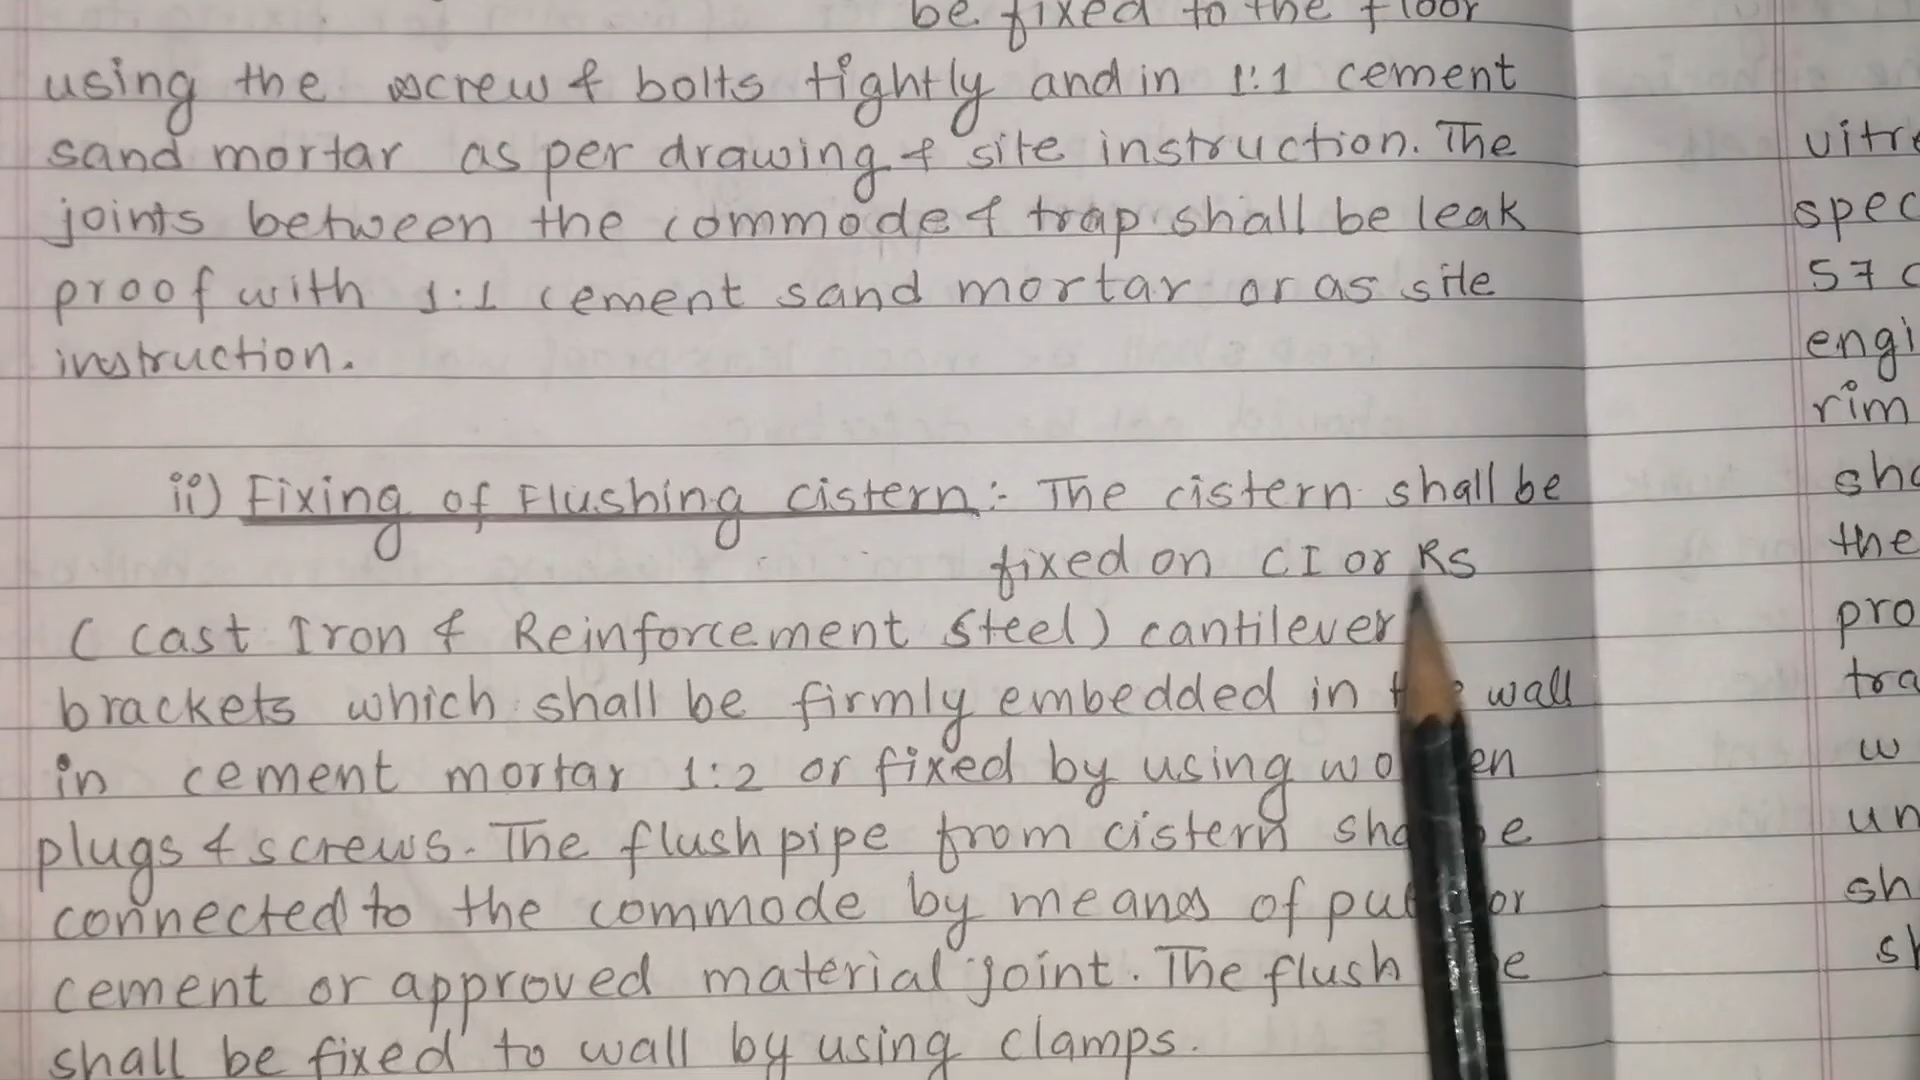 be fixed to the floor
using the screw & bolts tightly and in 1:1 cement
sand mortar as per drawing & site instruction. The
joints between the commode & trap shall be leak
proof with 1:1 cement sand mortar or as site
instruction.
ii) Fixing of Flushing cistern:- The cistern shall be
fixed on CI or RS
( cast Iron & Reinforcement steel) cantilever
brackets which shall be firmly embedded in wall
in cement mortar 1:2 or fixed by using
plugs & screws. The flush pipe from cistern
connected to the commode by means of or
cement or approved material joint. The flush
shall be fixed to wall by using clamps.
57
rim
the